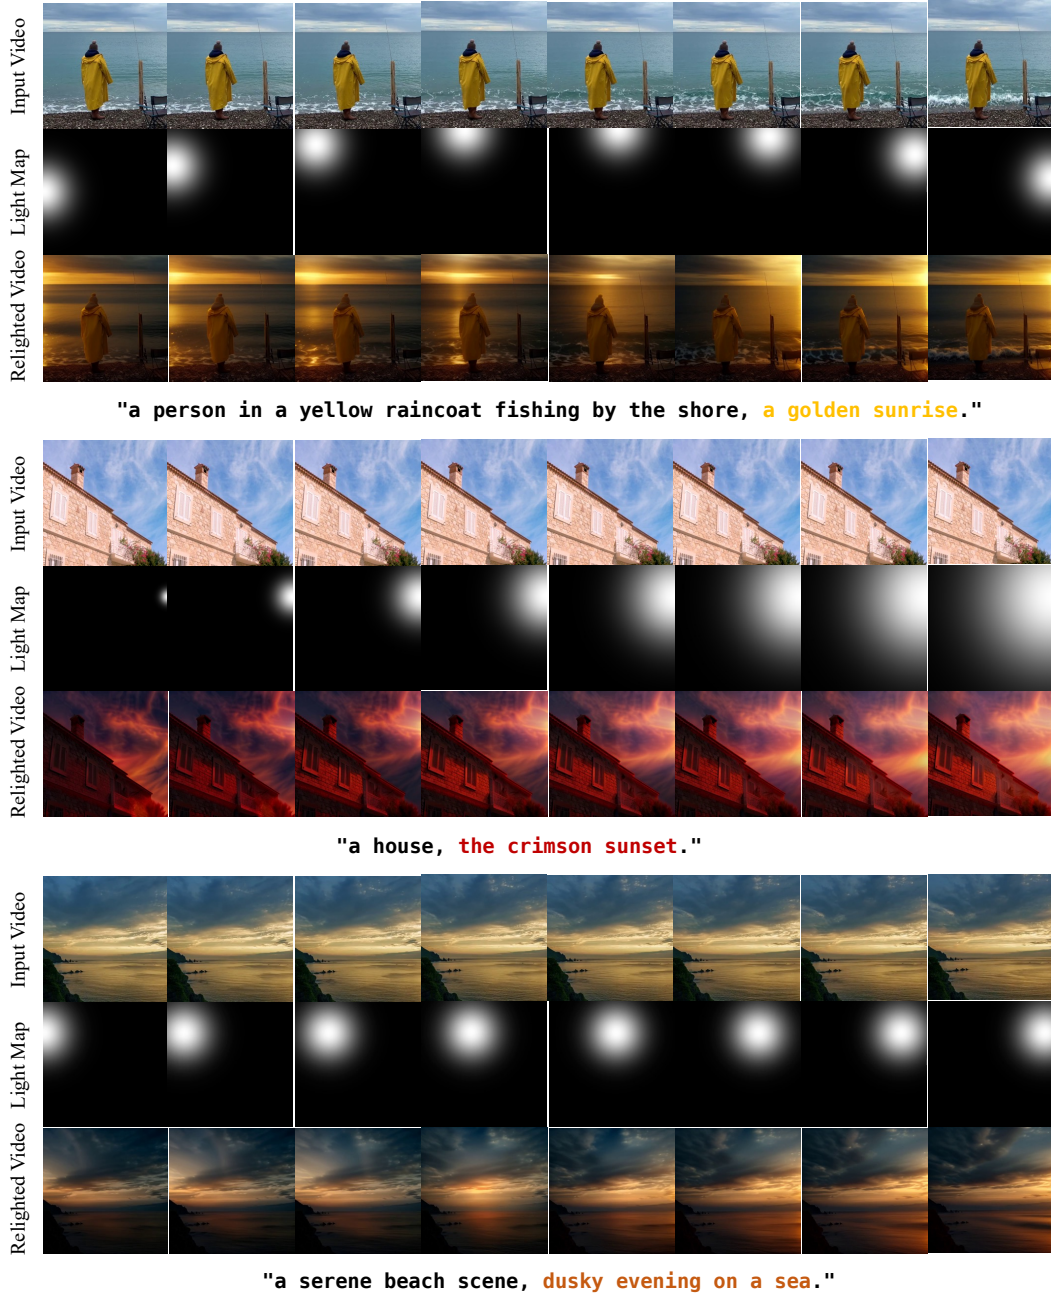 Input Video
Light Map
Relighted Video
"a person in a yellow raincoat fishing by the shore, a golden sunrise."
Input Video
Light Map
Relighted Video
"a house, the crimson sunset."
Input Video
Light Map
Relighted Video
"a serene beach scene, dusky evening on a sea."